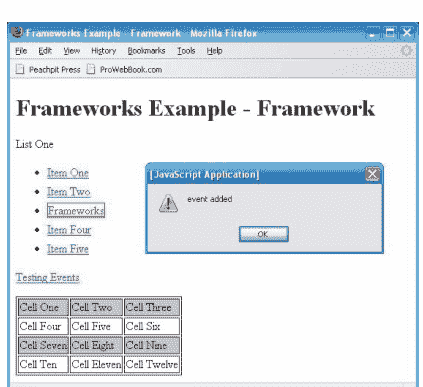 Frameworks Example - Framework - Mozilla Firefox
File Edit View History Bookmarks Tools Help
Peachpit Press ProWebBook.com
Frameworks Example - Framework
List One
Item One
Item Two
Frameworks
Item Four
Item Five
[JavaScript Application]
event added
OK
Testing Events
Cell One Cell Two Cell Three
Cell Four Cell Five Cell Six
Cell Seven Cell Eight Cell Nine
Cell Ten Cell Eleven Cell Twelve